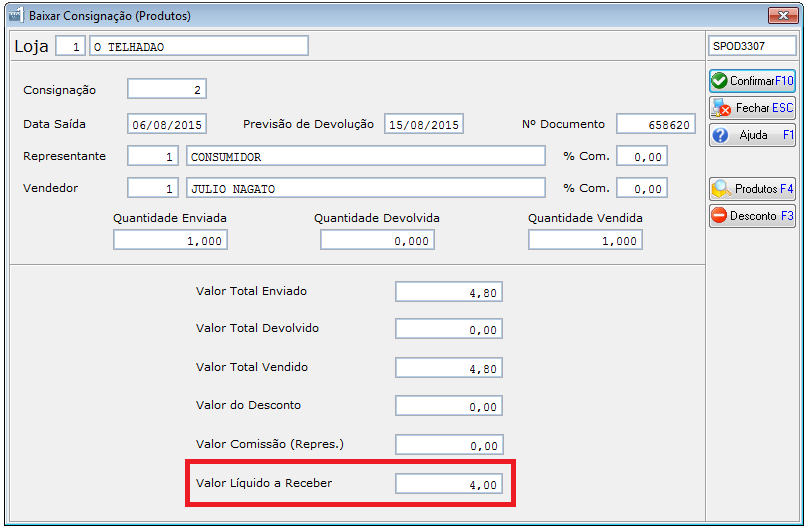 Baixar Consignação (Produtos)
Loja 1 O TELHADAO SPOD3307
Consignação 2
Confirmar F10
Fechar ESC
Ajuda F1
Produtos F4
Desconto F3
Data Saída 06/08/2015 Previsão de Devolução 15/08/2015 Nº Documento 658620
Representante 1 CONSUMIDOR % Com. 0,00
Vendedor 1 JULIO NAGATO % Com. 0,00
Quantidade Enviada Quantidade Devolvida Quantidade Vendida
1,000 0,000 1,000
Valor Total Enviado 4,80
Valor Total Devolvido 0,00
Valor Total Vendido 4,80
Valor do Desconto 0,00
Valor Comissão (Repres.) 0,00
Valor Líquido a Receber 4,00